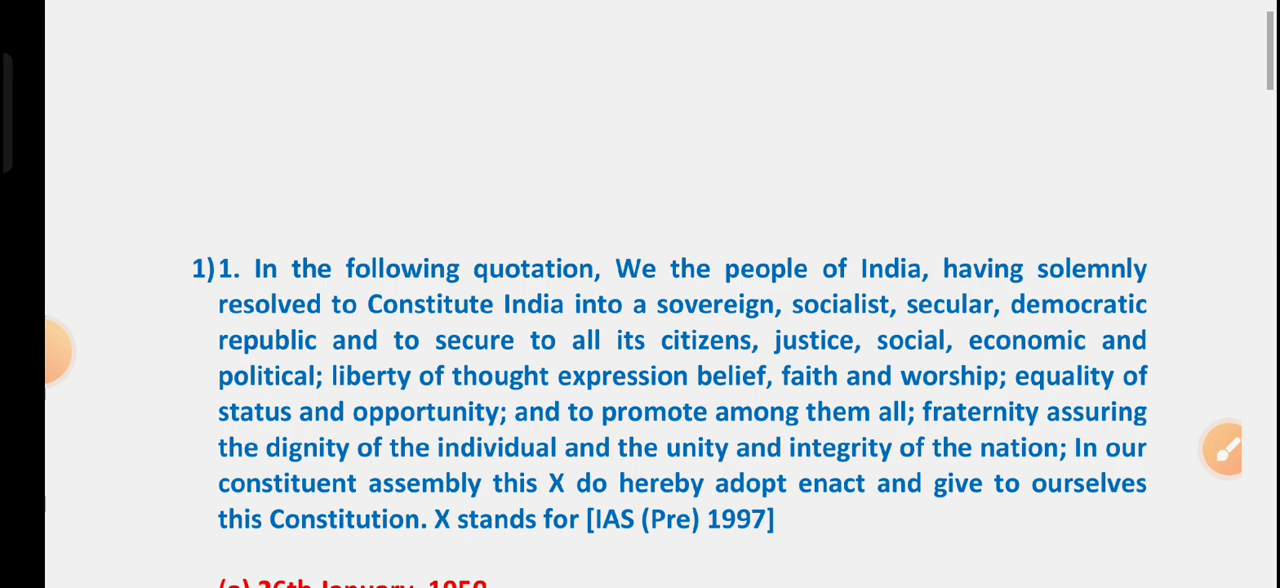 1)1. In the following quotation, We the people of India, having solemnly
resolved to Constitute India into a sovereign, socialist, secular, democratic
republic and to secure to all its citizens, justice, social, economic and
political; liberty of thought expression belief, faith and worship; equality of
status and opportunity; and to promote among them all; fraternity assuring
the dignity of the individual and the unity and integrity of the nation; In our
constituent assembly this X do hereby adopt enact and give to ourselves
this Constitution. X stands for [IAS (Pre) 1997]
(a) 26th January, 1950